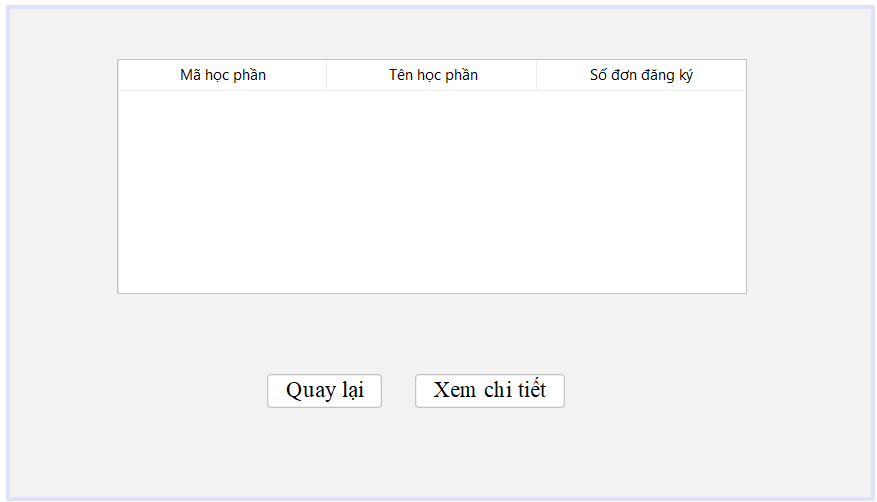 Mã học phần Tên học phần Số đơn đăng ký
Quay lại Xem chi tiết